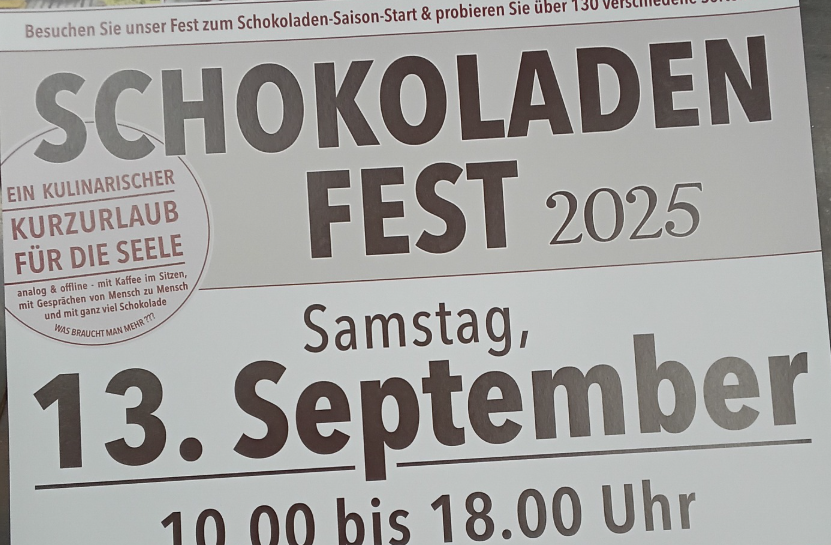 Besuchen Sie unser Fest zum Schokoladen-Saison-Start & probieren Sie über 130 verschiedene
SCHOKOLADEN
FEST 2025
EIN KULINARISCHER
KURZURLAUB
FÜR DIE SEELE
analog & offline - mit Kaffee im Sitzen,
mit Gesprächen von Mensch zu Mensch
und mit ganz viel Schokolade
WAS BRAUCHT MAN MEHR???
Samstag,
13. September
10.00 bis 18.00 Uhr